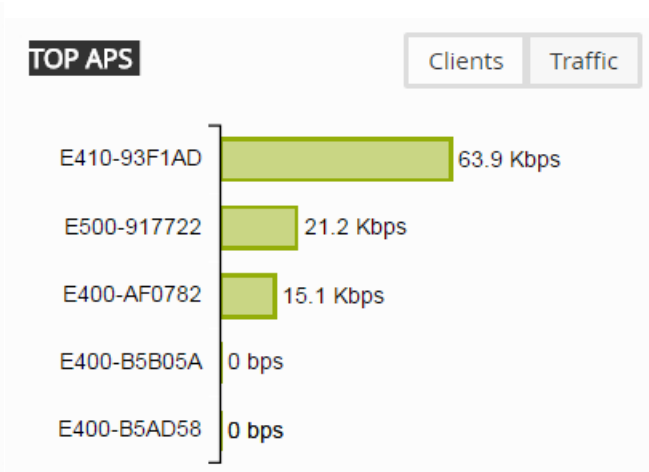 TOP APS Clients Traffic
E410-93F1AD 63.9 Kbps
E500-917722 21.2 Kbps
E400-AF0782 15.1 Kbps
E400-B5B05A 0 bps
E400-B5AD58 0 bps